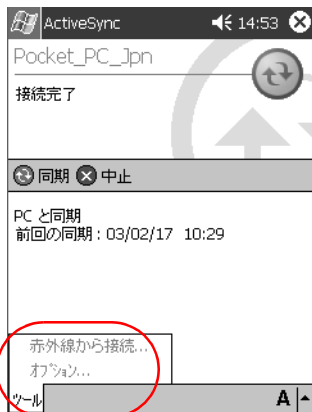 ActiveSync 14:53
Pocket_PC_Jpn
接続完了
同期 中止
PC と同期
前回の同期 : 03/02/17 10:29
赤外線から接続...
オプション...
ツール A